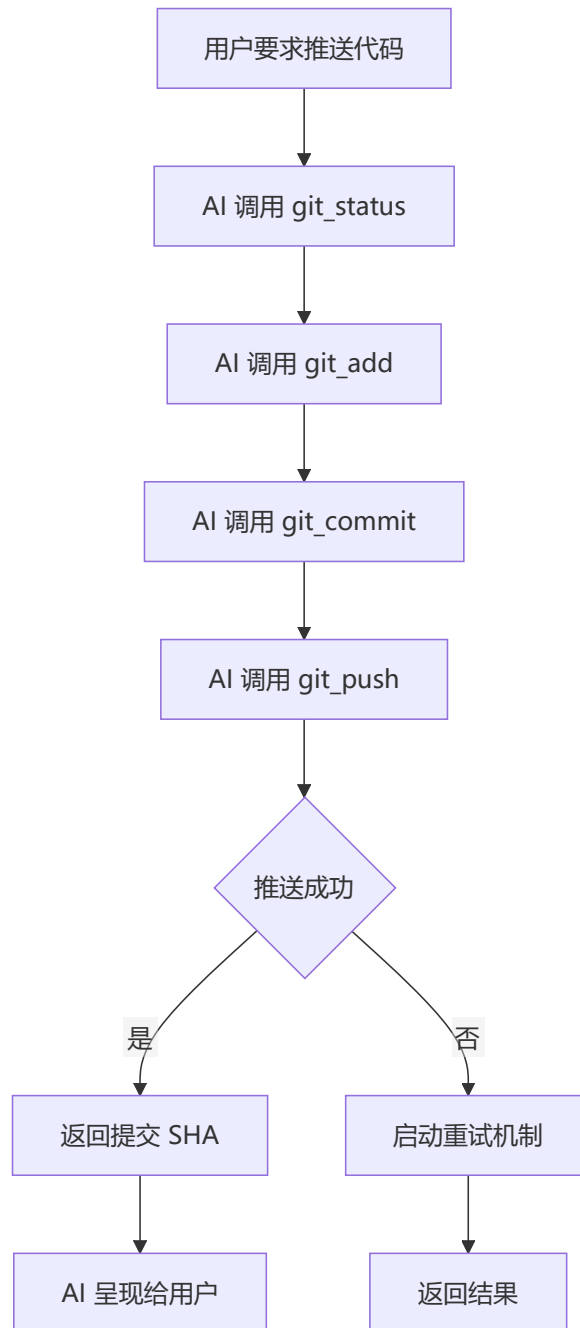 用户要求推送代码
AI 调用 git_status
AI 调用 git_add
AI 调用 git_commit
AI 调用 git_push
推送成功
是
否
返回提交 SHA
启动重试机制
AI 呈现给用户
返回结果